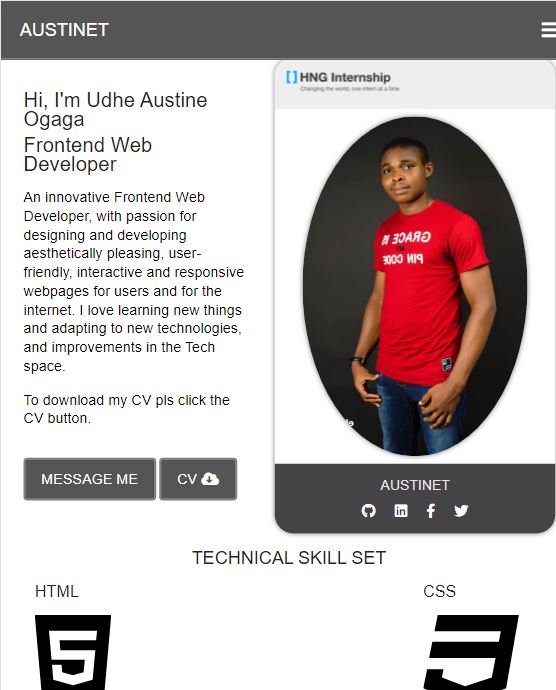 AUSTINET
Hi, I'm Udhe Austine
Ogaga
Frontend Web
Developer
An innovative Frontend Web
Developer, with passion for
designing and developing
aesthetically pleasing, user-
friendly, interactive and responsive
webpages for users and for the
internet. I love learning new things
and adapting to new technologies,
and improvements in the Tech
space.
To download my CV pls click the
CV button.
MESSAGE ME
CV
HNG Internship
Changing the world, one intern at a time
GRACE IS
MY
PIN CODE
AUSTINET
TECHNICAL SKILL SET
HTML
CSS
5